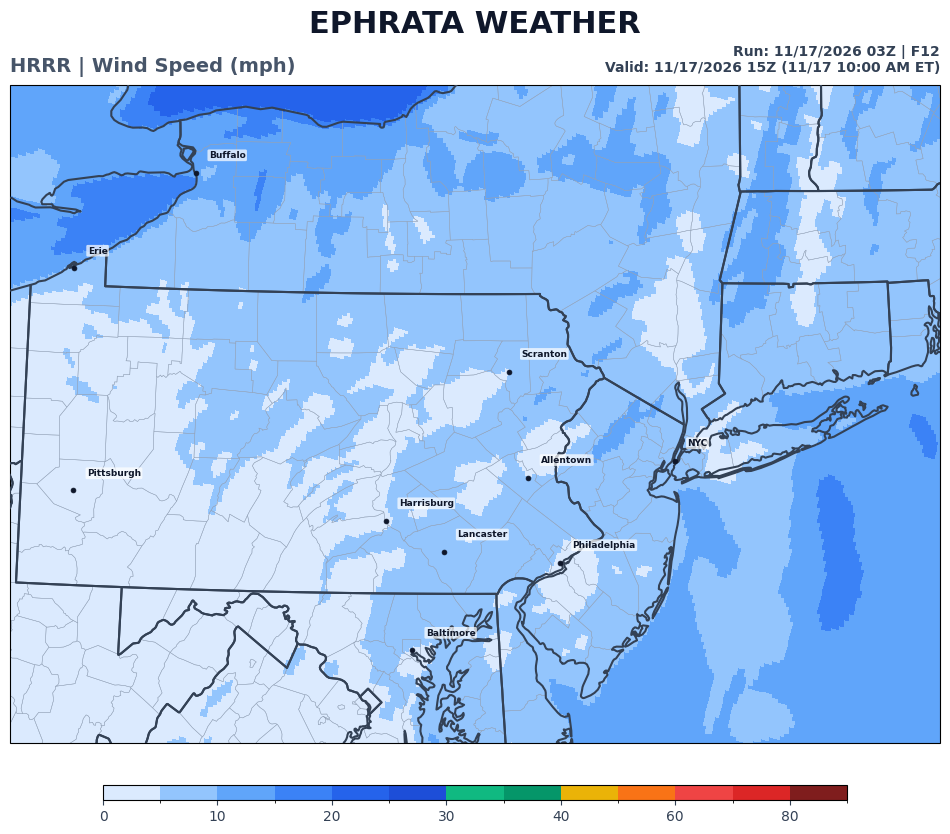 EPHRATA WEATHER
HRRR | Wind Speed (mph)
Run: 11/17/2026 03Z | F12
Valid: 11/17/2026 15Z (11/17 10:00 AM ET)
Buffalo
Erie
Scranton
NYC
Allentown
Pittsburgh
Harrisburg
Lancaster
Philadelphia
Baltimore
0 10 20 30 40 50 60 70 80